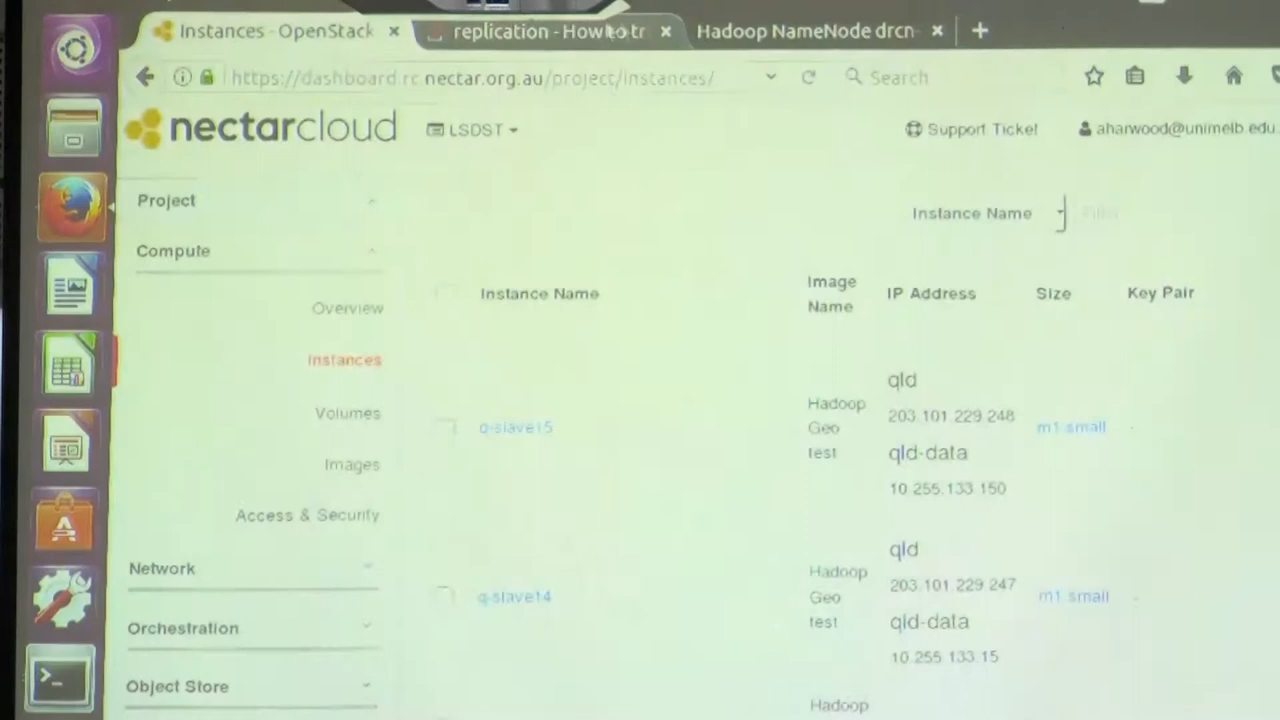 Instances - OpenStack
replication - How to tr
Hadoop NameNode drcn
https://dashboard.rc.nectar.org.au/project/instances/
Search
nectarcloud
LSDST
Support Ticket
aharwood@unimelb.edu.
Project
Instance Name
Filter
Compute
Overview
Instances
Volumes
Images
Access & Security
Network
Orchestration
Object Store
Instance Name
Image
Name
IP Address
Size
Key Pair
q-slave15
Hadoop
Geo
test
qld
203.101.229.248
qld-data
10.255.133.150
m1.small
-
q-slave14
Hadoop
Geo
test
qld
203.101.229.247
qld-data
10.255.133.15
m1.small
-
Hadoop